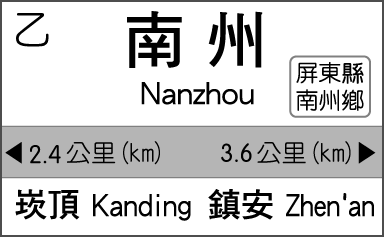 乙
南州
Nanzhou
屏東縣
南州鄉
◀2.4公里(km) 3.6公里(km)▶
崁頂 Kanding 鎮安 Zhen'an